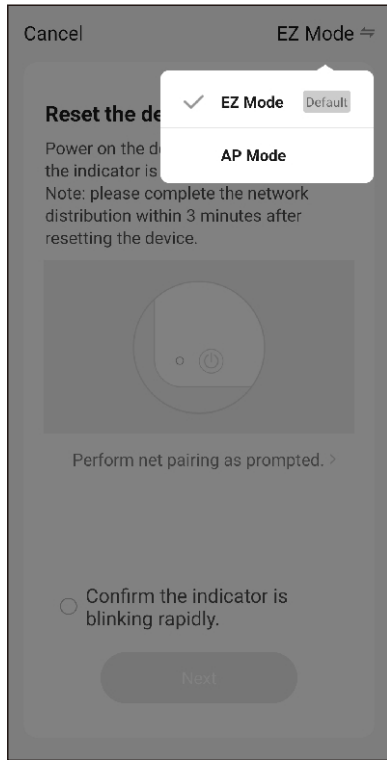 Cancel EZ Mode
EZ Mode Default
AP Mode
Reset the de
Power on the d
the indicator is
Note: please complete the network
distribution within 3 minutes after
resetting the device.
Perform net pairing as prompted. >
Confirm the indicator is
blinking rapidly.
Next